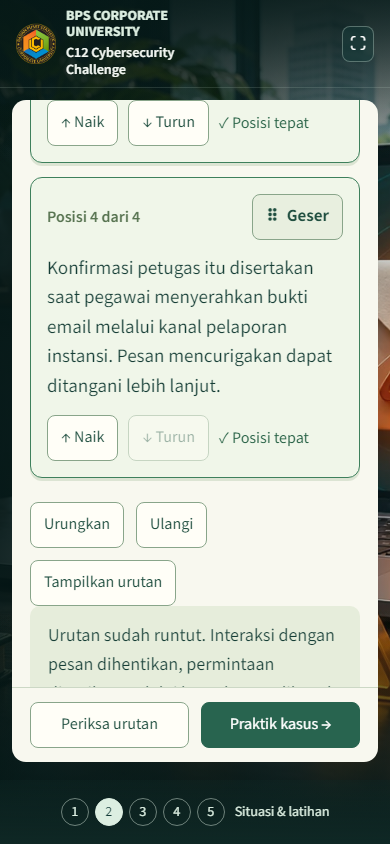 BPS CORPORATE
UNIVERSITY
C12 Cybersecurity
Challenge
↑ Naik
↓ Turun
✓ Posisi tepat
Posisi 4 dari 4
⠿ Geser
Konfirmasi petugas itu disertakan
saat pegawai menyerahkan bukti
email melalui kanal pelaporan
instansi. Pesan mencurigakan dapat
ditangani lebih lanjut.
↑ Naik
↓ Turun
✓ Posisi tepat
Urungkan
Ulangi
Tampilkan urutan
Urutan sudah runtut. Interaksi dengan
pesan dihentikan, permintaan
Periksa urutan
Praktik kasus →
1
2
3
4
5
Situasi & latihan